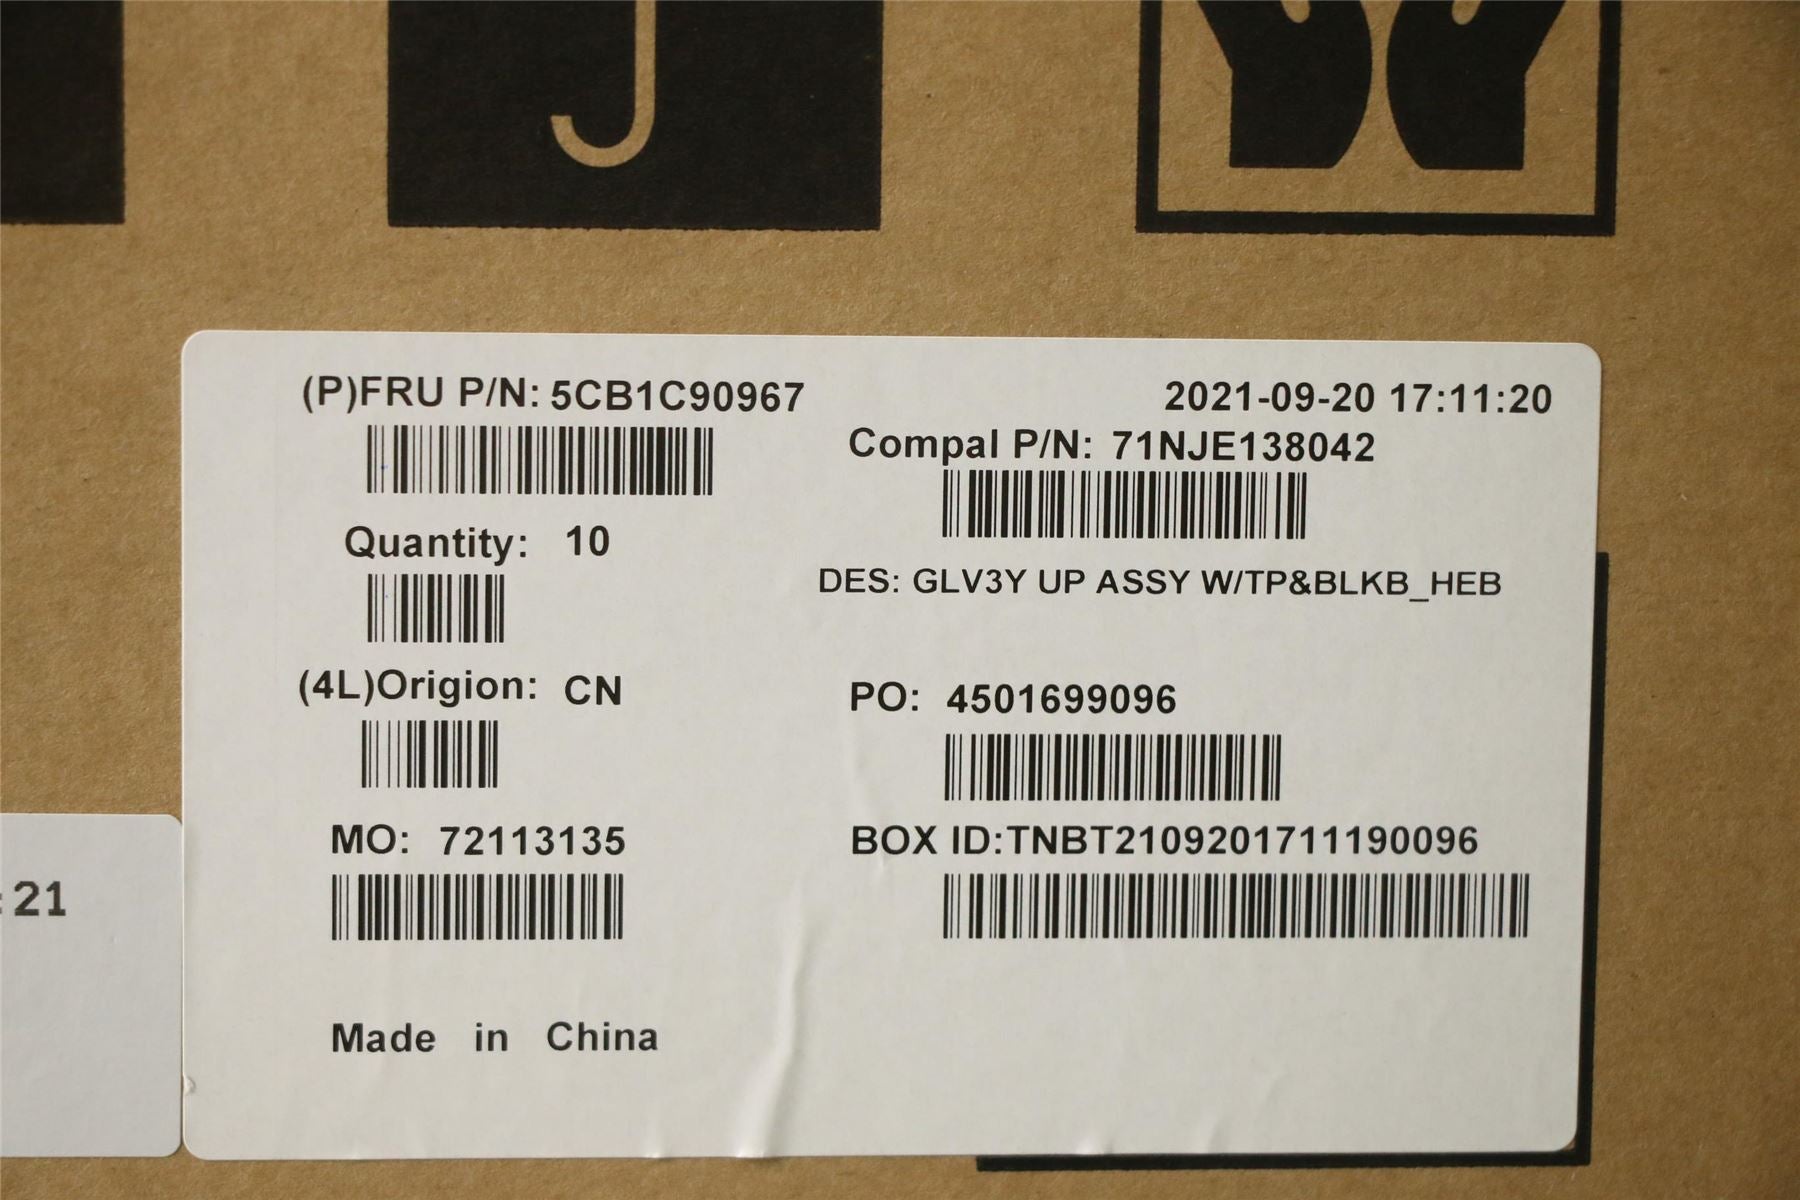 (P)FRU P/N: 5CB1C90967
2021-09-20 17:11:20
Compal P/N: 71NJE138042
Quantity: 10
DES: GLV3Y UP ASSY W/TP&BLKB_HEB
(4L)Origion: CN
PO: 4501699096
MO: 72113135
BOX ID:TNBT2109201711190096
:21
Made in China